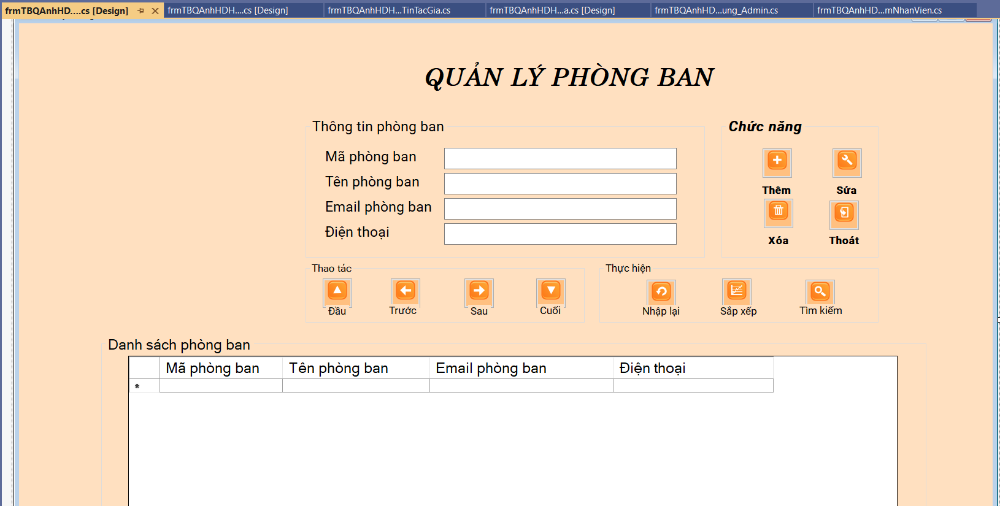 frmTBQAnhHD....cs [Design]
frmTBQAnhHDH....cs [Design]
frmTBQAnhHDH...TinTacGia.cs
frmTBQAnhHDH...a.cs [Design]
frmTBQAnhHD...ung_Admin.cs
frmTBQAnhHD...mNhanVien.cs
QUẢN LÝ PHÒNG BAN
Thông tin phòng ban
Mã phòng ban
Tên phòng ban
Email phòng ban
Điện thoại
Chức năng
Thêm
Sửa
Xóa
Thoát
Thao tác
Đầu
Trước
Sau
Cuối
Thực hiện
Nhập lại
Sắp xếp
Tìm kiếm
Danh sách phòng ban
Mã phòng ban
Tên phòng ban
Email phòng ban
Điện thoại
*